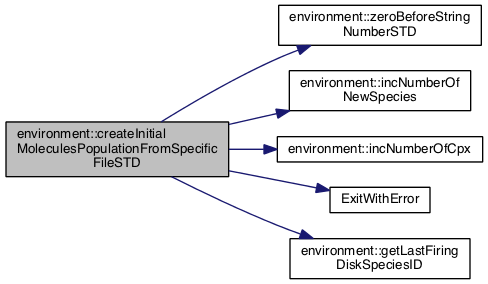 environment::zeroBeforeString
NumberSTD
environment::incNumberOf
NewSpecies
environment::createInitial
MoleculesPopulationFromSpecific
FileSTD
environment::incNumberOfCpx
ExitWithError
environment::getLastFiring
DiskSpeciesID